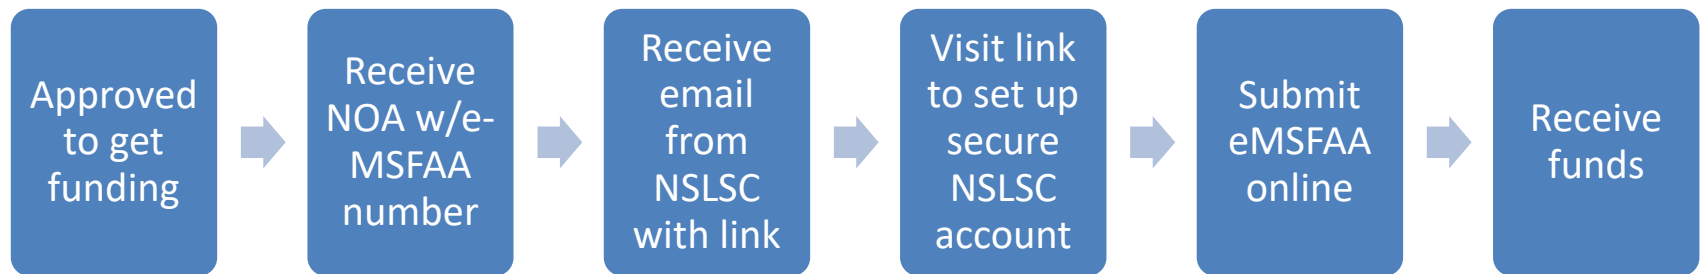 Approved
to get
funding
Receive
NOA w/e-
MSFAA
number
Receive
email
from
NSLSC
with link
Visit link
to set up
secure
NSLSC
account
Submit
eMSFAA
online
Receive
funds